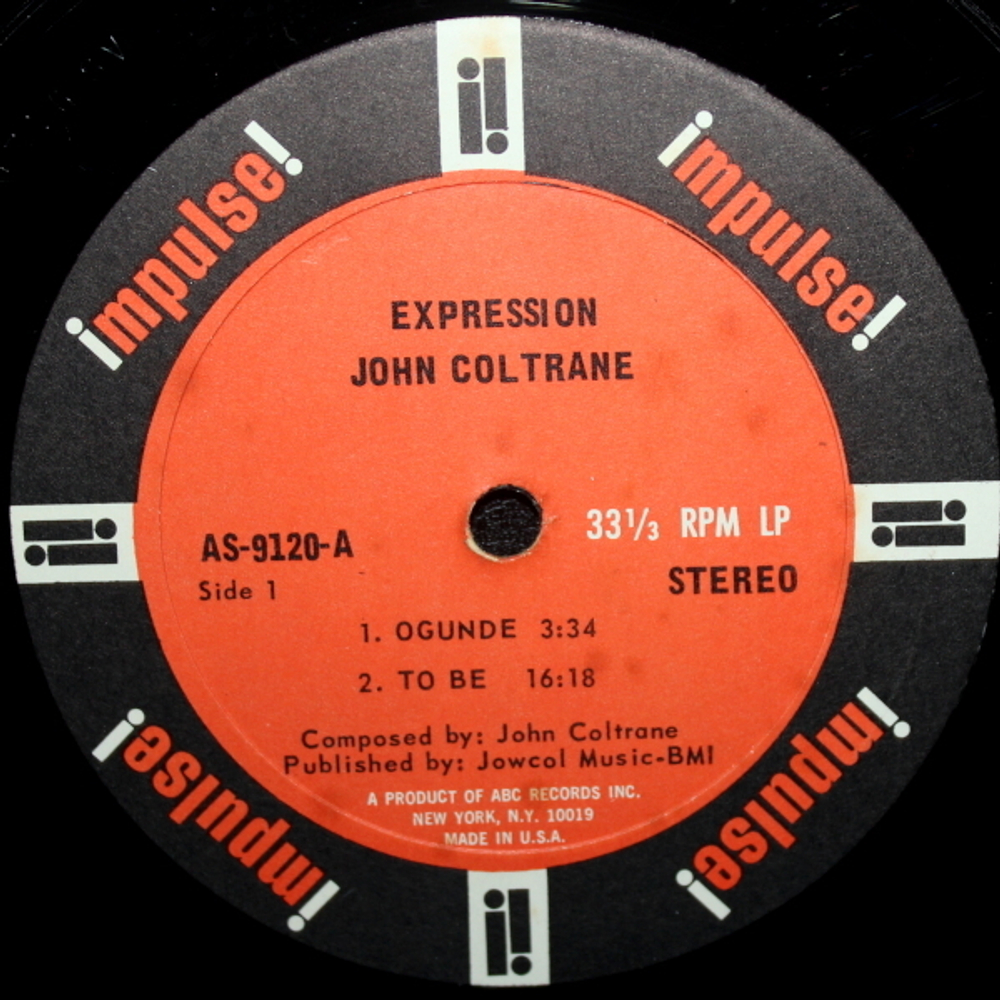 impulse!
impulse!
EXPRESSION
JOHN COLTRANE
33⅓ RPM LP
AS-9120-A
STEREO
Side 1
1. OGUNDE 3:34
2. TO BE 16:18
Composed by: John Coltrane
Published by: Jowcol Music-BMI
A PRODUCT OF ABC RECORDS INC.
NEW YORK, N.Y. 10019
MADE IN U.S.A.
impulse!
impulse!